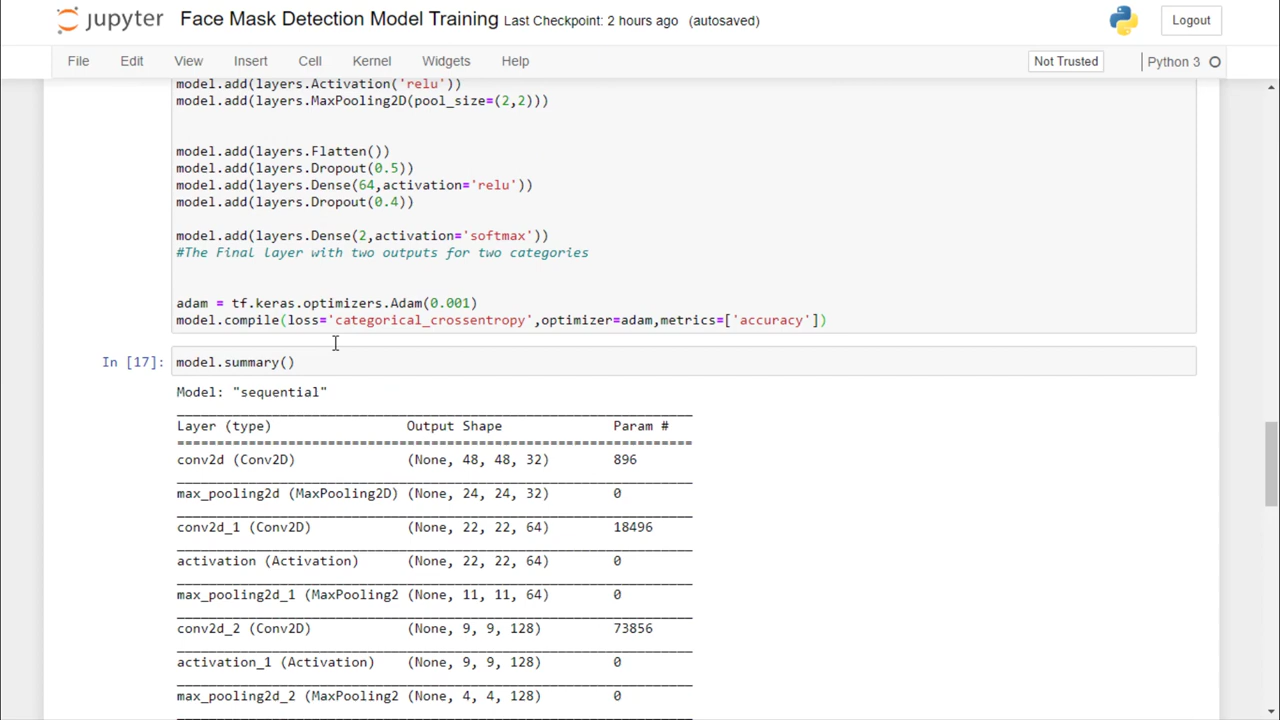 jupyter Face Mask Detection Model Training Last Checkpoint: 2 hours ago (autosaved) Logout
File Edit View Insert Cell Kernel Widgets Help Not Trusted Python 3
model.add(layers.Activation('relu'))
model.add(layers.MaxPooling2D(pool_size=(2,2)))
model.add(layers.Flatten())
model.add(layers.Dropout(0.5))
model.add(layers.Dense(64,activation='relu'))
model.add(layers.Dropout(0.4))
model.add(layers.Dense(2,activation='softmax'))
#The Final layer with two outputs for two categories
adam = tf.keras.optimizers.Adam(0.001)
model.compile(loss='categorical_crossentropy',optimizer=adam,metrics=['accuracy'])
In [17]: model.summary()
Model: "sequential"
Layer (type) Output Shape Param #
conv2d (Conv2D) (None, 48, 48, 32) 896
max_pooling2d (MaxPooling2D) (None, 24, 24, 32) 0
conv2d_1 (Conv2D) (None, 22, 22, 64) 18496
activation (Activation) (None, 22, 22, 64) 0
max_pooling2d_1 (MaxPooling2 (None, 11, 11, 64) 0
conv2d_2 (Conv2D) (None, 9, 9, 128) 73856
activation_1 (Activation) (None, 9, 9, 128) 0
max_pooling2d_2 (MaxPooling2 (None, 4, 4, 128) 0